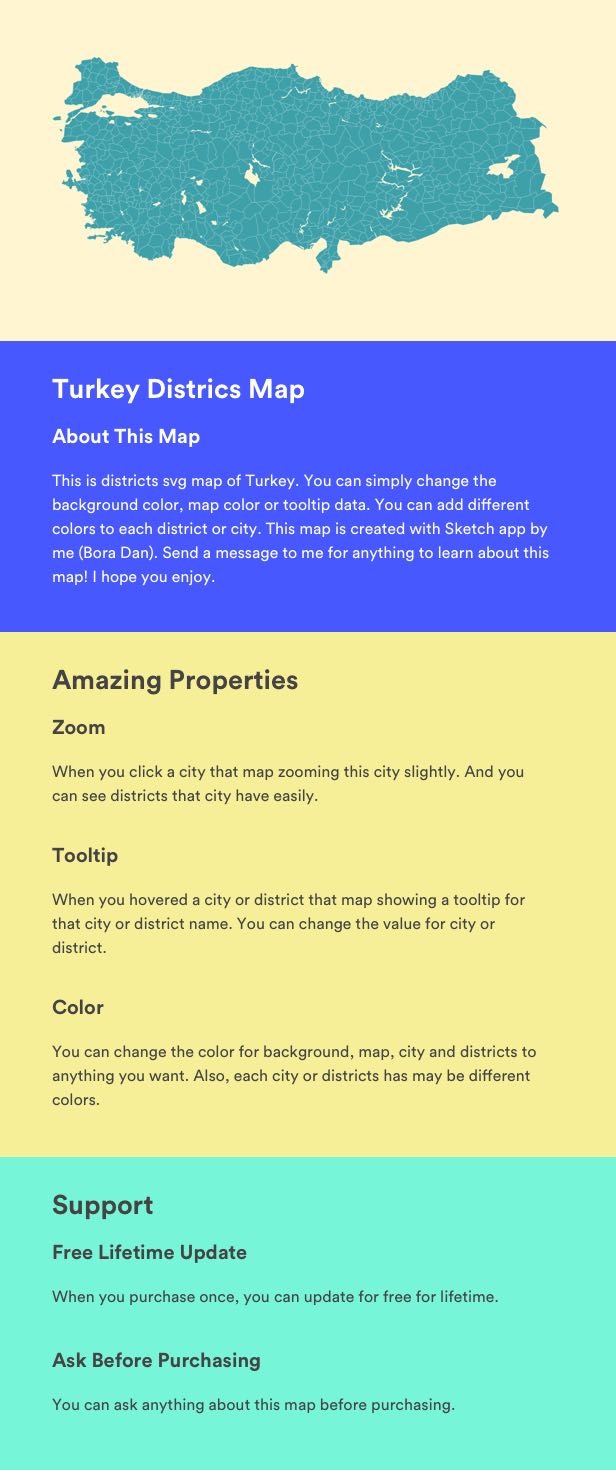 Turkey Districs Map
About This Map
This is districts svg map of Turkey. You can simply change the
background color, map color or tooltip data. You can add different
colors to each district or city. This map is created with Sketch app by
me (Bora Dan). Send a message to me for anything to learn about this
map! I hope you enjoy.
Amazing Properties
Zoom
When you click a city that map zooming this city slightly. And you
can see districts that city have easily.
Tooltip
When you hovered a city or district that map showing a tooltip for
that city or district name. You can change the value for city or
district.
Color
You can change the color for background, map, city and districts to
anything you want. Also, each city or districts has may be different
colors.
Support
Free Lifetime Update
When you purchase once, you can update for free for lifetime.
Ask Before Purchasing
You can ask anything about this map before purchasing.